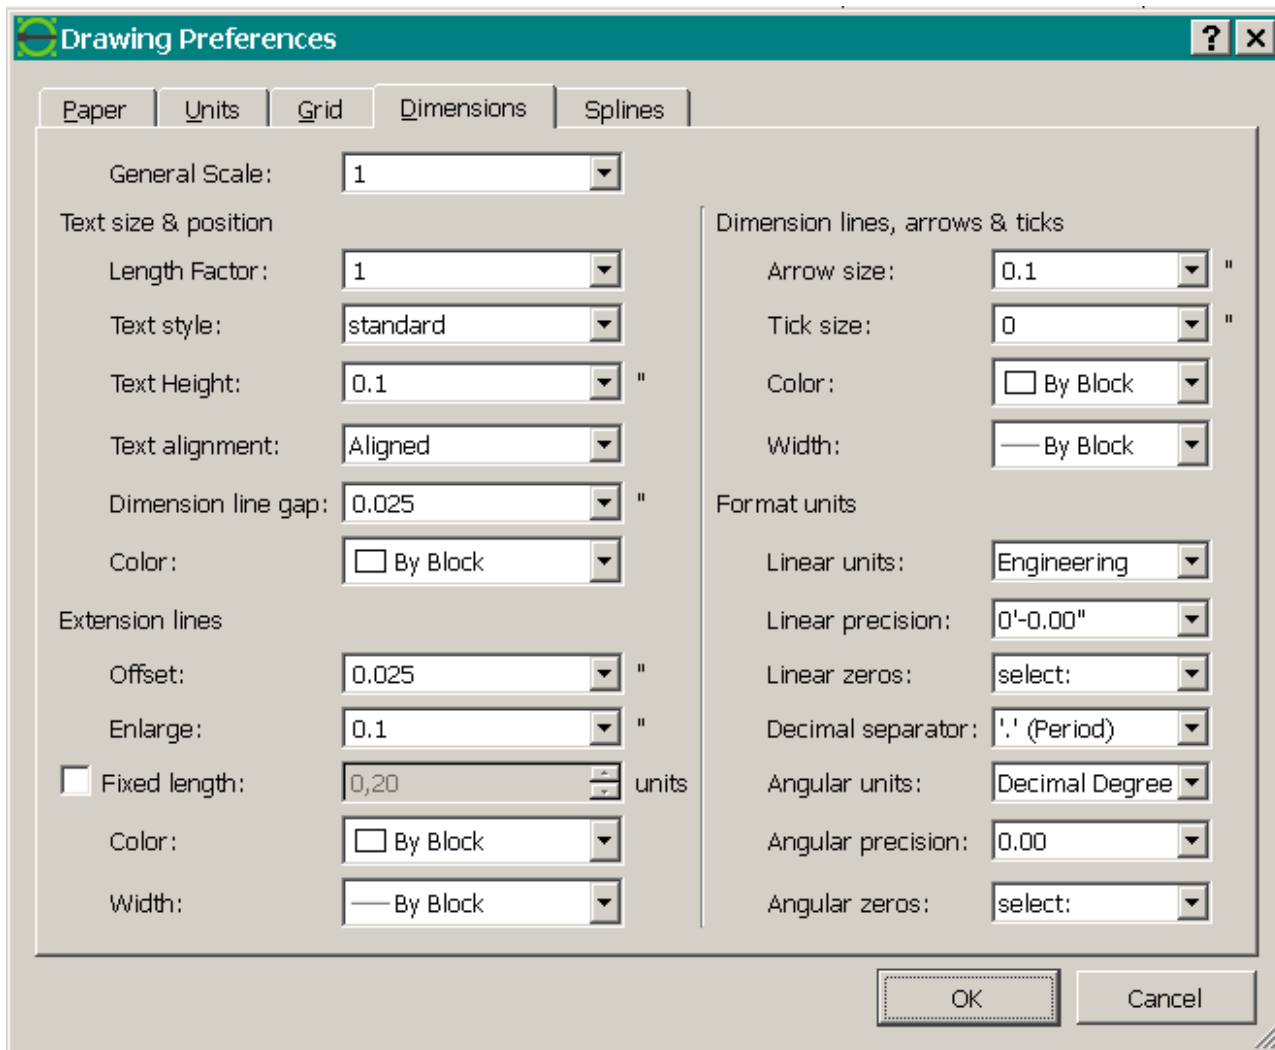 Drawing Preferences
Paper Units Grid Dimensions Splines
General Scale: 1
Text size & position
Length Factor: 1
Text style: standard
Text Height: 0.1 "
Text alignment: Aligned
Dimension line gap: 0.025 "
Color: By Block
Extension lines
Offset: 0.025 "
Enlarge: 0.1 "
Fixed length: 0,20 units
Color: By Block
Width: By Block
Dimension lines, arrows & ticks
Arrow size: 0.1 "
Tick size: 0 "
Color: By Block
Width: By Block
Format units
Linear units: Engineering
Linear precision: 0'-0.00"
Linear zeros: select:
Decimal separator: '.' (Period)
Angular units: Decimal Degree
Angular precision: 0.00
Angular zeros: select:
OK Cancel